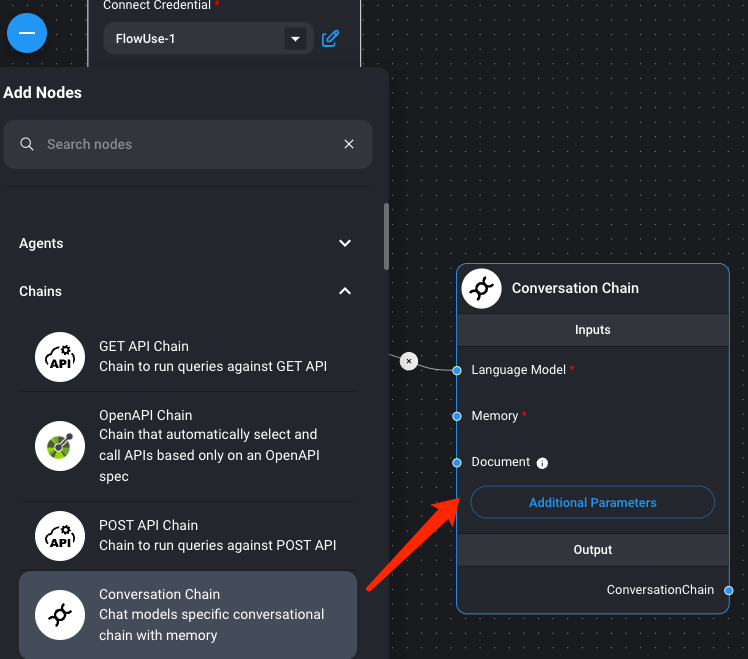 Connect Credential *
FlowUse-1
Add Nodes
Search nodes
Agents
Chains
GET API Chain
Chain to run queries against GET API
OpenAPI Chain
Chain that automatically select and
call APIs based only on an OpenAPI
spec
POST API Chain
Chain to run queries against POST API
Conversation Chain
Chat models specific conversational
chain with memory
API
API
Conversation Chain
Inputs
Language Model *
Memory *
Document
Additional Parameters
Output
ConversationChain